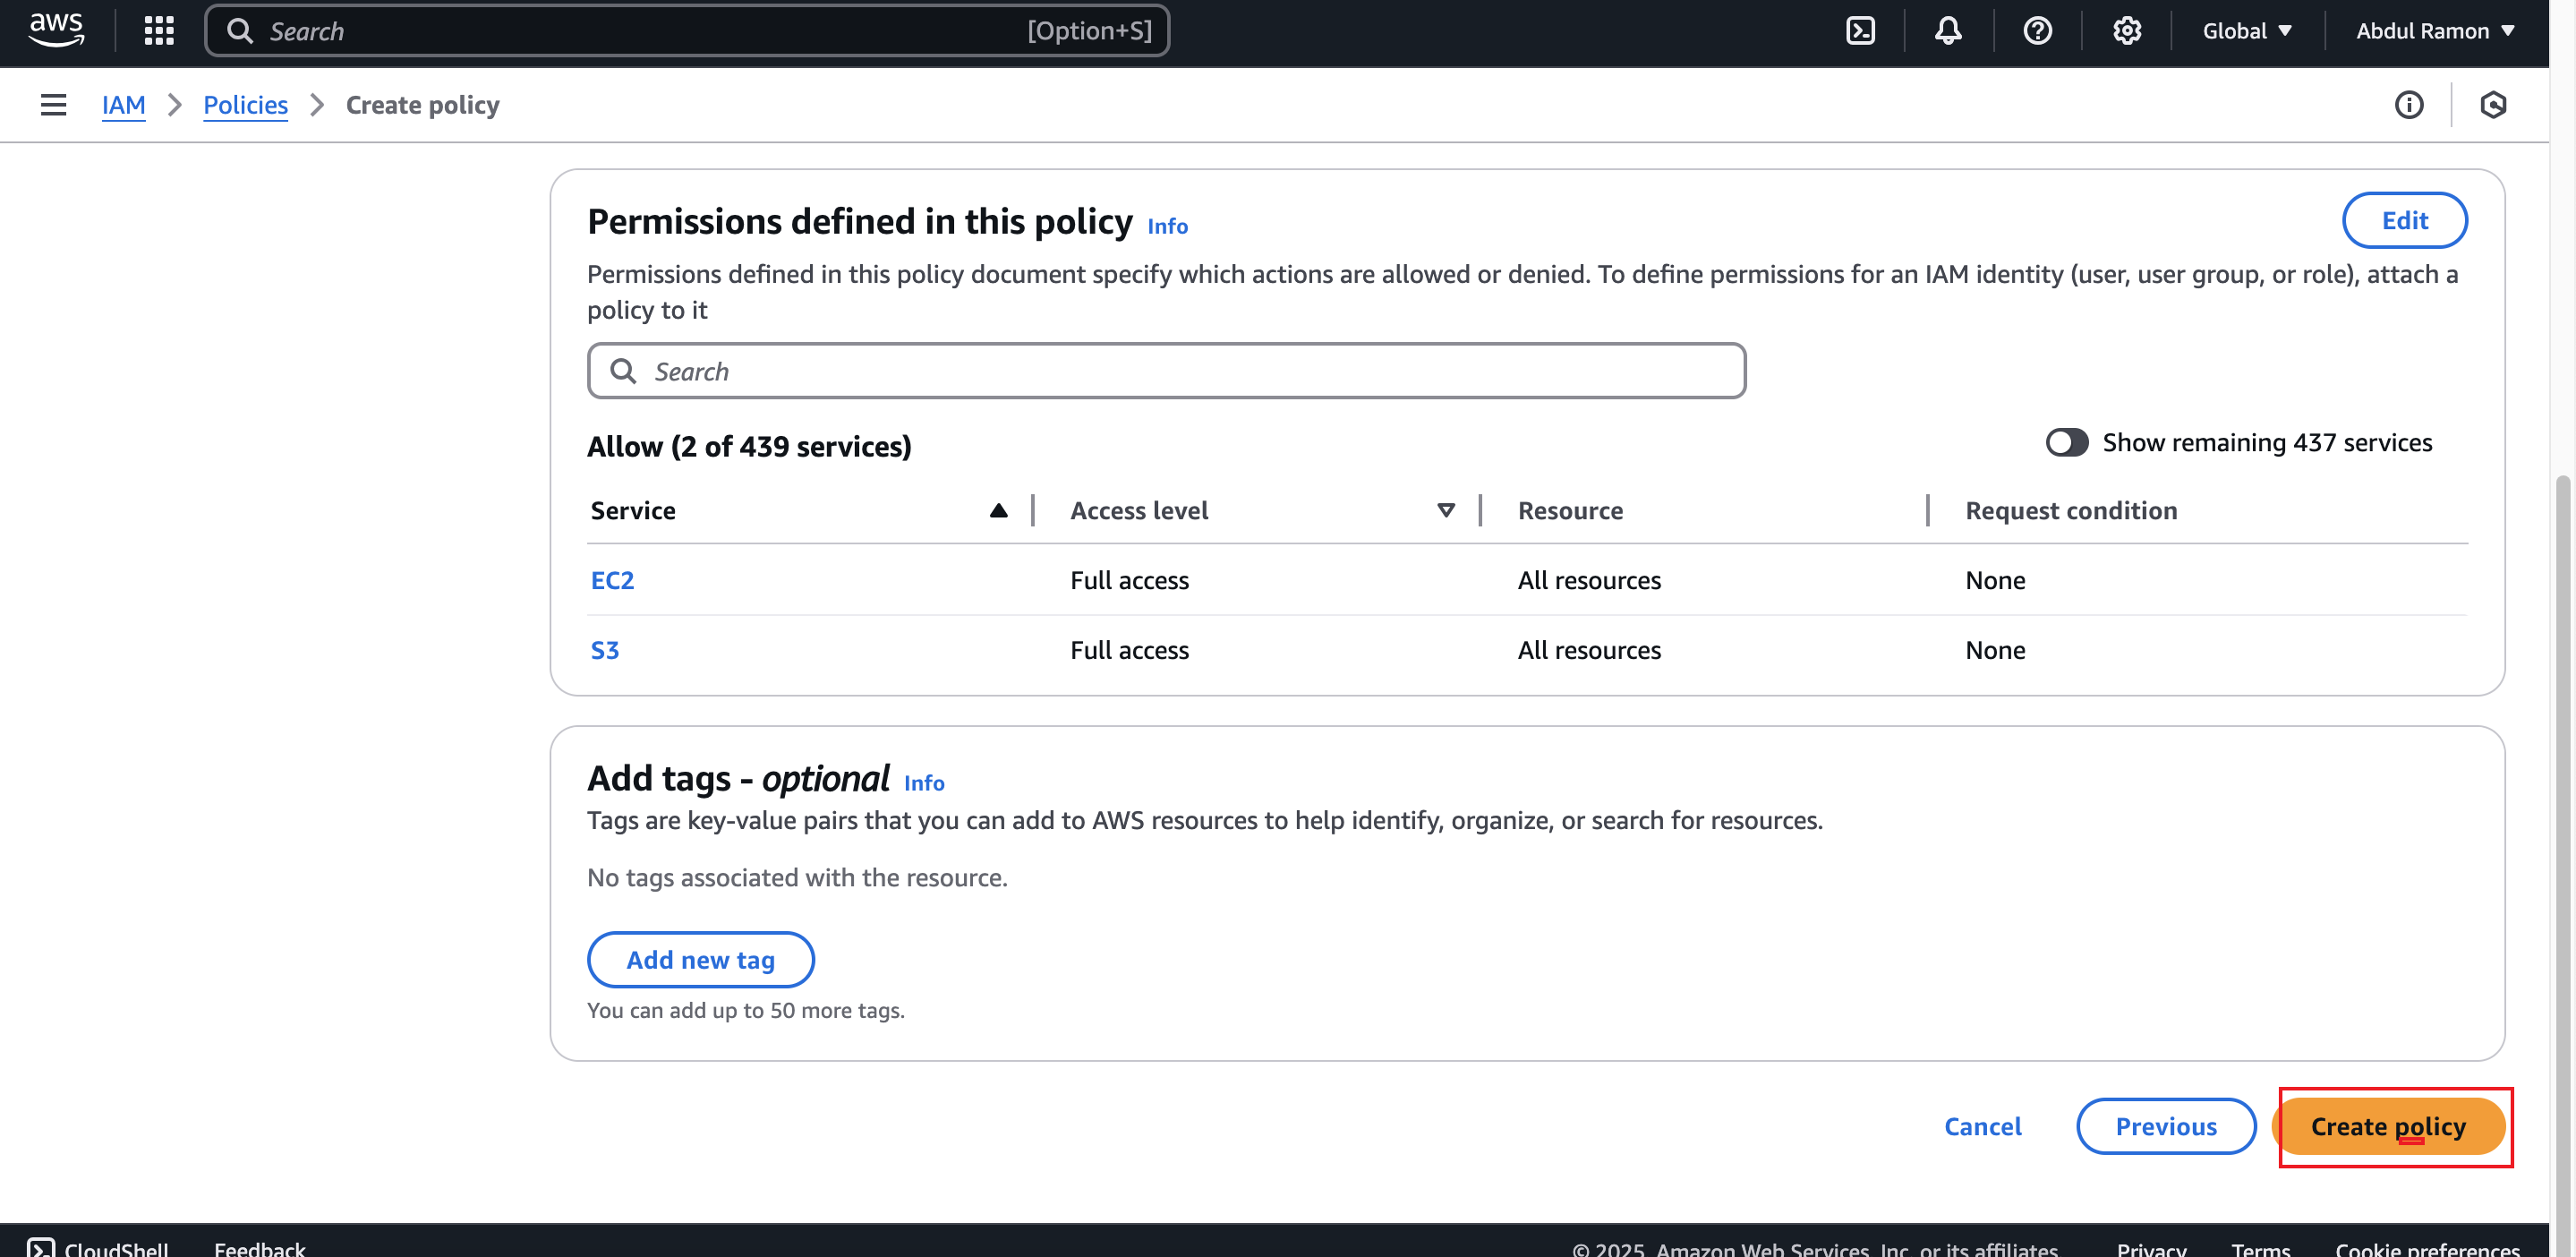 aws
Search [Option+S] Global Abdul Ramon
IAM Policies Create policy
Permissions defined in this policy Info Edit
Permissions defined in this policy document specify which actions are allowed or denied. To define permissions for an IAM identity (user, user group, or role), attach a
policy to it
Search
Allow (2 of 439 services) Show remaining 437 services
Service Access level Resource Request condition
EC2 Full access All resources None
S3 Full access All resources None
Add tags - optional Info
Tags are key-value pairs that you can add to AWS resources to help identify, organize, or search for resources.
No tags associated with the resource.
Add new tag
You can add up to 50 more tags.
Cancel Previous Create policy
CloudShell Feedback © 2025, Amazon Web Services, Inc. or its affiliates. Privacy Terms Cookie preferences